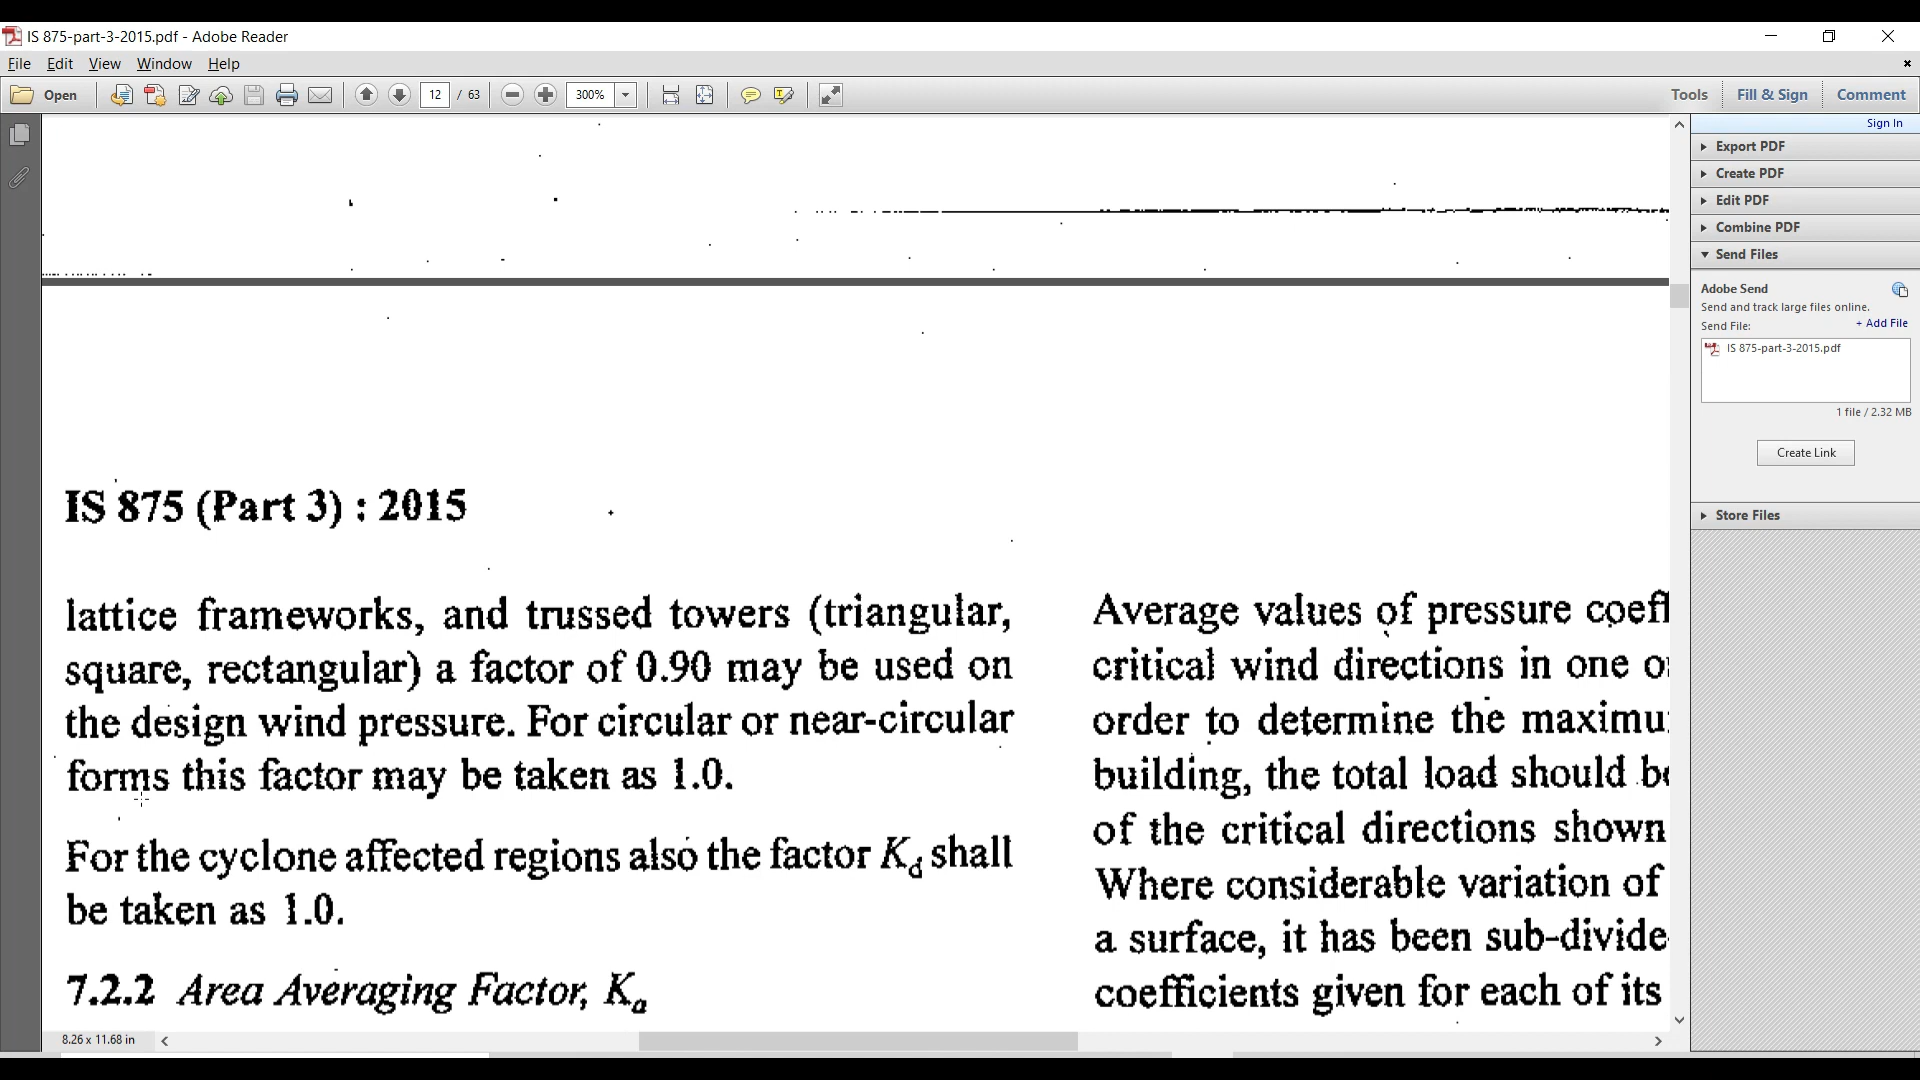 IS 875-part-3-2015.pdf - Adobe Reader
File Edit View Window Help
Open 12 / 63 300% Tools Fill & Sign Comment
Sign In
Export PDF
Create PDF
Edit PDF
Combine PDF
Send Files
Adobe Send
Send and track large files online.
Send File: + Add File
IS 875-part-3-2015.pdf
1 file / 2.32 MB
Create Link
Store Files
IS 875 (Part 3) : 2015
lattice frameworks, and trussed towers (triangular,
square, rectangular) a factor of 0.90 may be used on
the design wind pressure. For circular or near-circular
forms this factor may be taken as 1.0.
For the cyclone affected regions also the factor Kd shall
be taken as 1.0.
7.2.2 Area Averaging Factor, Ka
Average values of pressure coeff
critical wind directions in one o
order to determine the maximu
building, the total load should b
of the critical directions shown
Where considerable variation of
a surface, it has been sub-divide
coefficients given for each of its
8.26 x 11.68 in